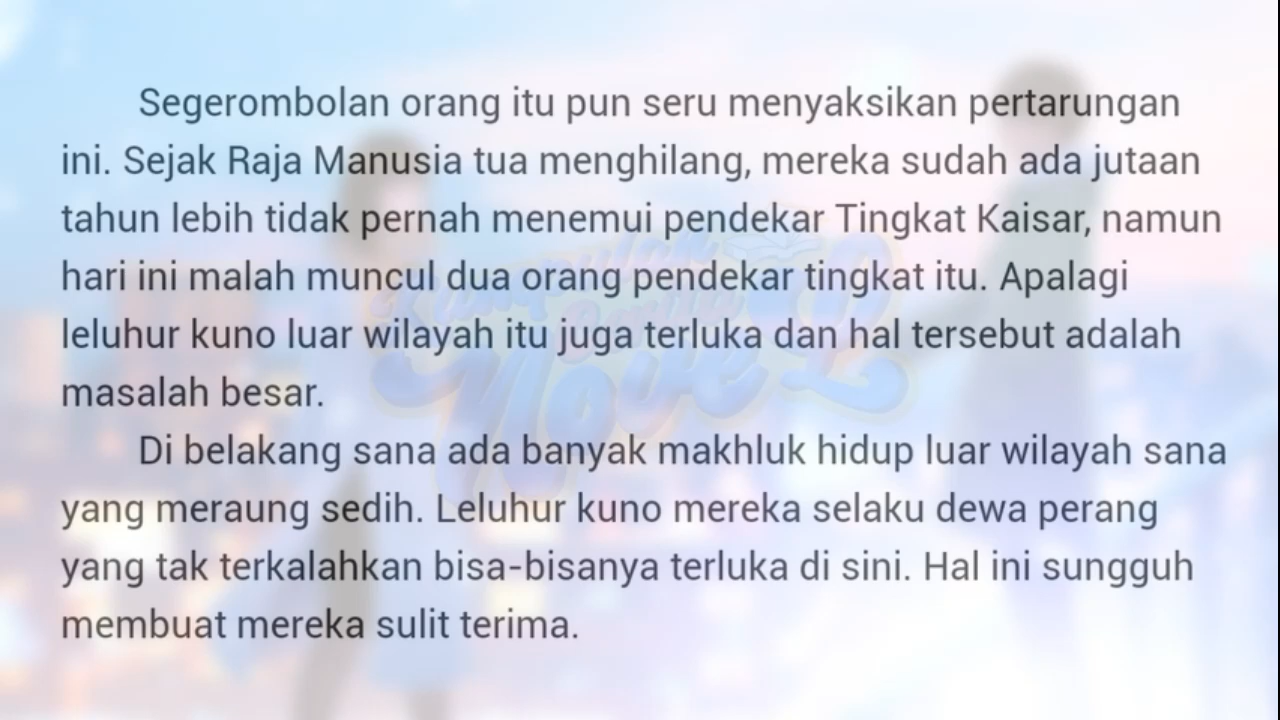 Segerombolan orang itu pun seru menyaksikan pertarungan
ini. Sejak Raja Manusia tua menghilang, mereka sudah ada jutaan
tahun lebih tidak pernah menemui pendekar Tingkat Kaisar, namun
hari ini malah muncul dua orang pendekar tingkat itu. Apalagi
leluhur kuno luar wilayah itu juga terluka dan hal tersebut adalah
masalah besar.
Di belakang sana ada banyak makhluk hidup luar wilayah sana
yang meraung sedih. Leluhur kuno mereka selaku dewa perang
yang tak terkalahkan bisa-bisanya terluka di sini. Hal ini sungguh
membuat mereka sulit terima.